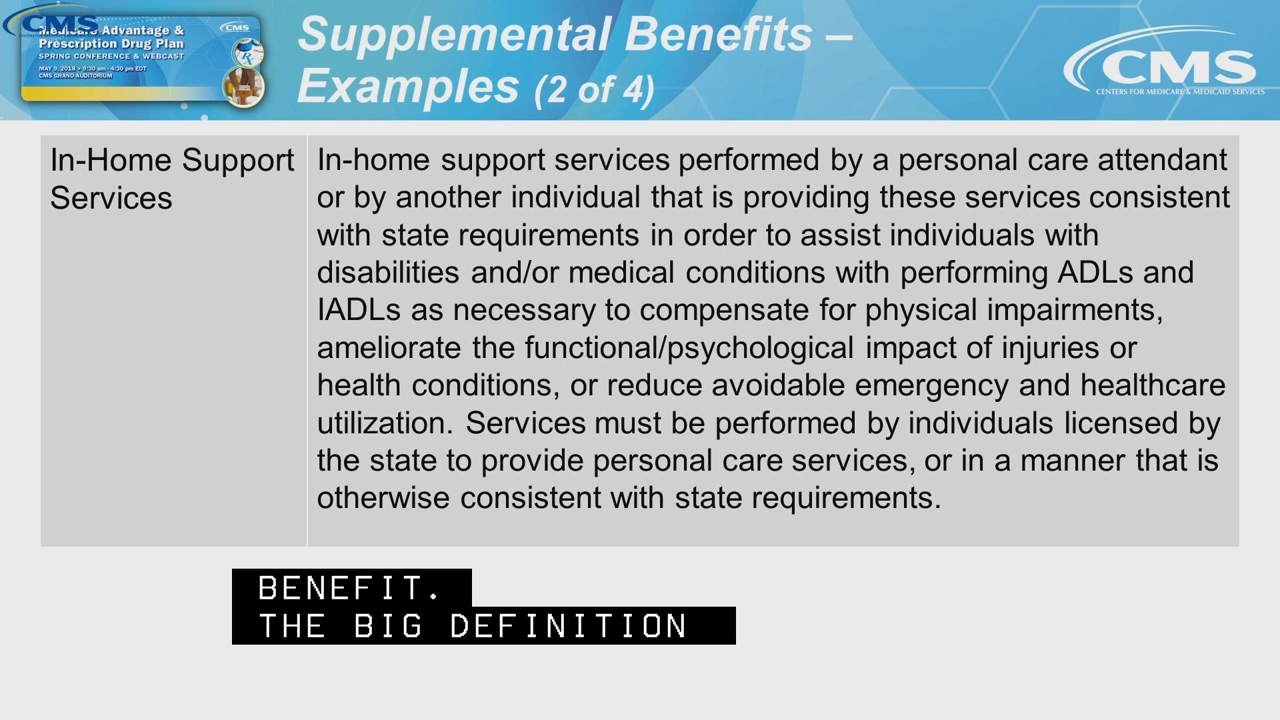 CMS
Medicare Advantage &
Prescription Drug Plan
SPRING CONFERENCE & WEBCAST
MAY 9, 2018 • 9:30 am - 4:30 pm EDT
CMS GRAND AUDITORIUM
CMS
Supplemental Benefits –
Examples (2 of 4)
CMS
CENTERS FOR MEDICARE & MEDICAID SERVICES
In-Home Support
Services
In-home support services performed by a personal care attendant
or by another individual that is providing these services consistent
with state requirements in order to assist individuals with
disabilities and/or medical conditions with performing ADLs and
IADLs as necessary to compensate for physical impairments,
ameliorate the functional/psychological impact of injuries or
health conditions, or reduce avoidable emergency and healthcare
utilization. Services must be performed by individuals licensed by
the state to provide personal care services, or in a manner that is
otherwise consistent with state requirements.
BENEFIT.
THE BIG DEFINITION